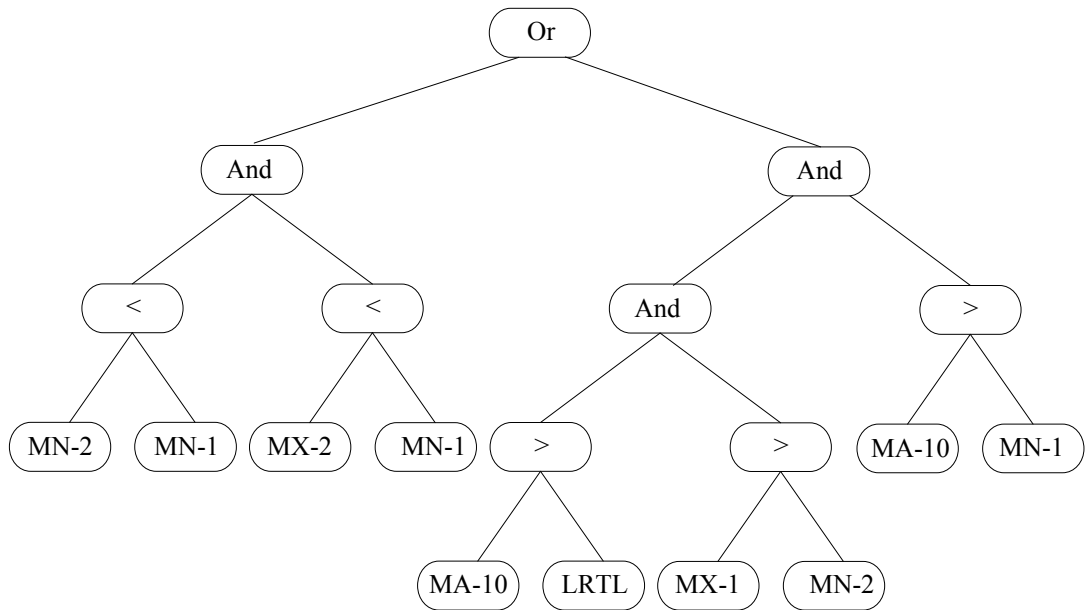 Or
And
And
<
<
And
>
MN-2
MN-1
MX-2
MN-1
>
>
MA-10
MN-1
MA-10
LRTL
MX-1
MN-2